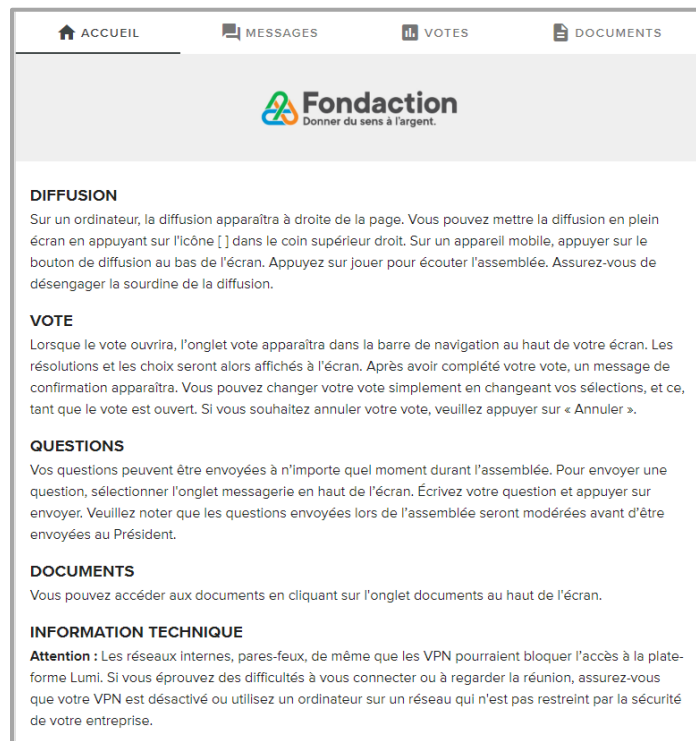 ACCUEIL
MESSAGES
VOTES
DOCUMENTS
Fondaction
Donner du sens à l'argent.
DIFFUSION
Sur un ordinateur, la diffusion apparaîtra à droite de la page. Vous pouvez mettre la diffusion en plein
écran en appuyant sur l'icône [ ] dans le coin supérieur droit. Sur un appareil mobile, appuyer sur le
bouton de diffusion au bas de l'écran. Appuyez sur jouer pour écouter l'assemblée. Assurez-vous de
désengager la sourdine de la diffusion.
VOTE
Lorsque le vote ouvrira, l'onglet vote apparaîtra dans la barre de navigation au haut de votre écran. Les
résolutions et les choix seront alors affichés à l'écran. Après avoir complété votre vote, un message de
confirmation apparaîtra. Vous pouvez changer votre vote simplement en changeant vos sélections, et ce,
tant que le vote est ouvert. Si vous souhaitez annuler votre vote, veuillez appuyer sur « Annuler ».
QUESTIONS
Vos questions peuvent être envoyées à n'importe quel moment durant l'assemblée. Pour envoyer une
question, sélectionner l'onglet messagerie en haut de l'écran. Écrivez votre question et appuyer sur
envoyer. Veuillez noter que les questions envoyées lors de l'assemblée seront modérées avant d'être
envoyées au Président.
DOCUMENTS
Vous pouvez accéder aux documents en cliquant sur l'onglet documents au haut de l'écran.
INFORMATION TECHNIQUE
Attention : Les réseaux internes, pares-feux, de même que les VPN pourraient bloquer l'accès à la plate-
forme Lumi. Si vous éprouvez des difficultés à vous connecter ou à regarder la réunion, assurez-vous
que votre VPN est désactivé ou utilisez un ordinateur sur un réseau qui n'est pas restreint par la sécurité
de votre entreprise.